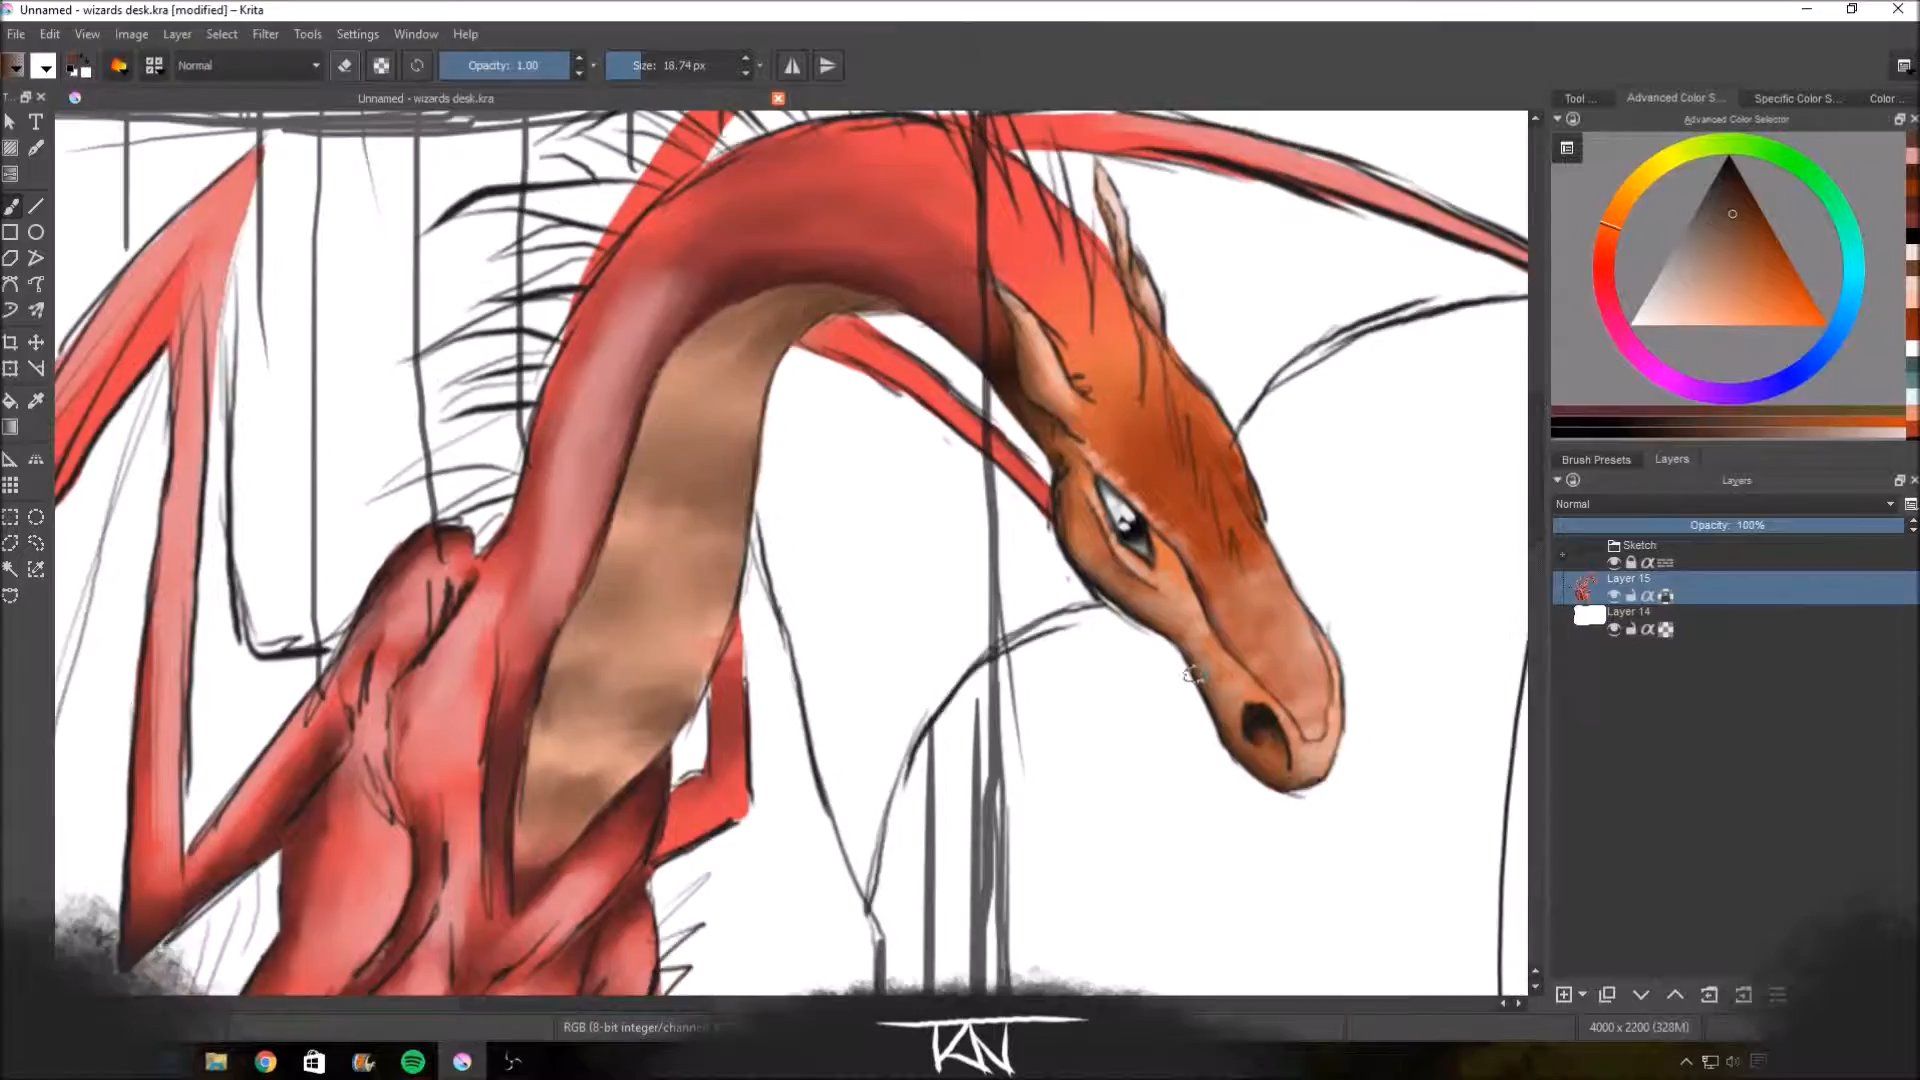 Unnamed - wizards desk.kra [modified] – Krita
File Edit View Image Layer Select Filter Tools Settings Window Help
Normal Opacity: 1.00 Size: 18.74 px
T... Unnamed - wizards desk.kra
Tool ... Advanced Color S... Specific Color S... Color ...
Advanced Color Selector
Brush Presets Layers
Layers
Normal
Opacity: 100%
Sketch
Layer 15
Layer 14
RGB (8-bit integer/channel
4000 x 2200 (328M)
KN